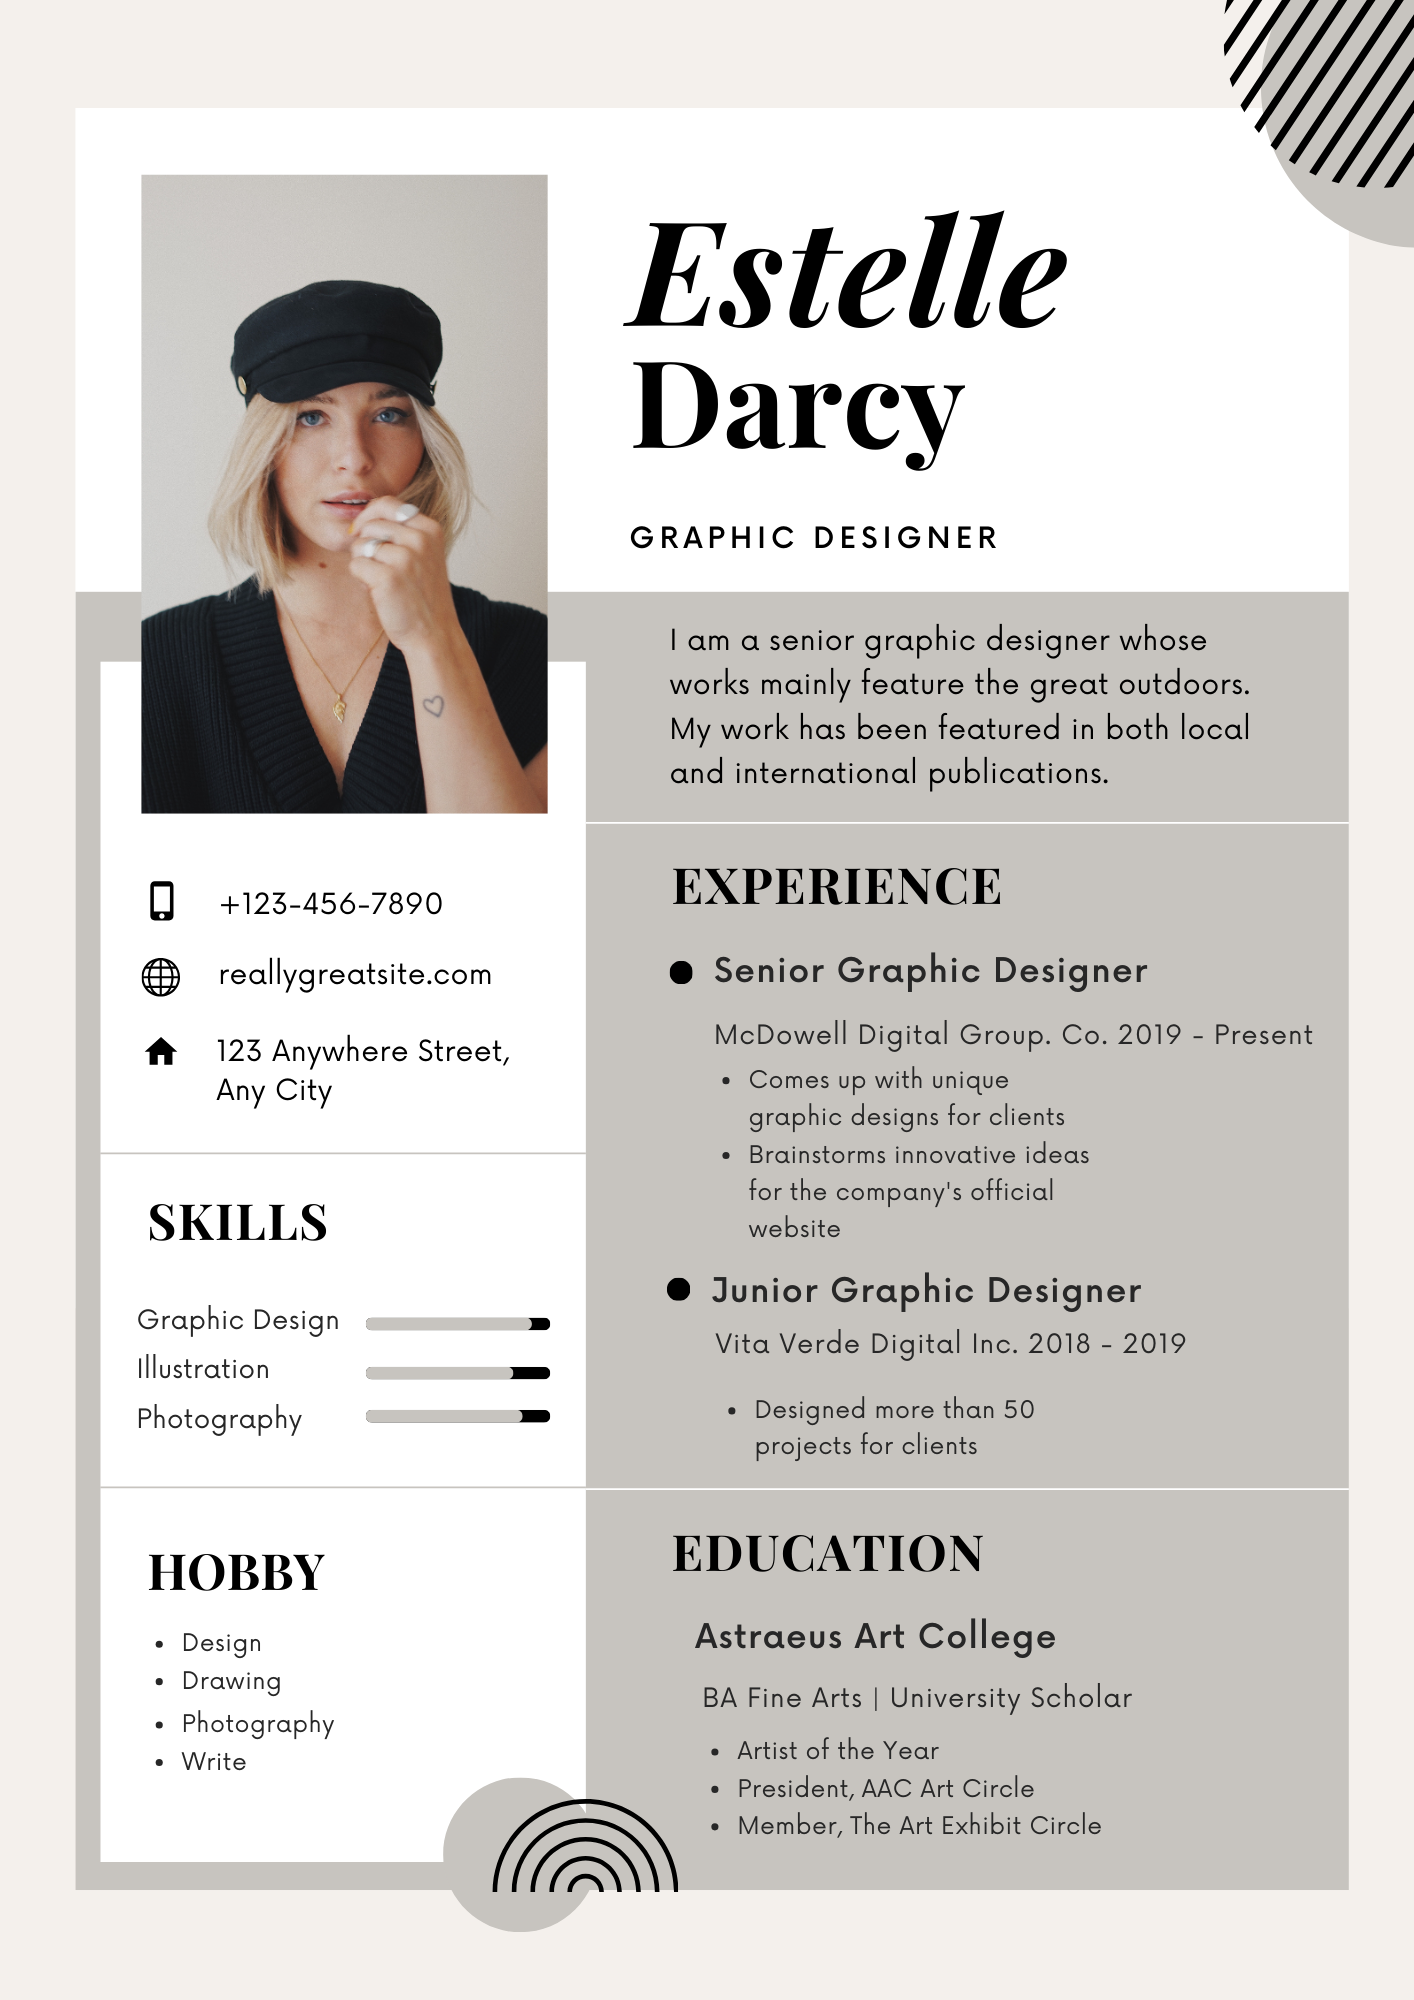 Estelle
Darcy
GRAPHIC DESIGNER
I am a senior graphic designer whose
works mainly feature the great outdoors.
My work has been featured in both local
and international publications.
+123-456-7890
reallygreatsite.com
123 Anywhere Street,
Any City
SKILLS
Graphic Design
Illustration
Photography
HOBBY
• Design
• Drawing
• Photography
• Write
EXPERIENCE
Senior Graphic Designer
McDowell Digital Group. Co. 2019 - Present
• Comes up with unique
graphic designs for clients
• Brainstorms innovative ideas
for the company's official
website
Junior Graphic Designer
Vita Verde Digital Inc. 2018 - 2019
• Designed more than 50
projects for clients
EDUCATION
Astraeus Art College
BA Fine Arts | University Scholar
• Artist of the Year
• President, AAC Art Circle
• Member, The Art Exhibit Circle